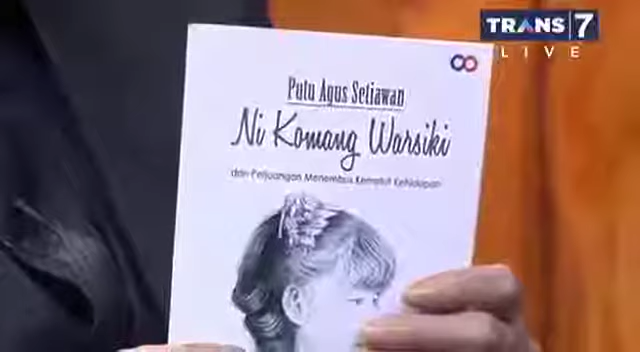 TRANS 7
LIVE
Putu Agus Setiawan
Ni Komang Warsiki
dan Perjuangan Menembus Kemelut Kehidupan